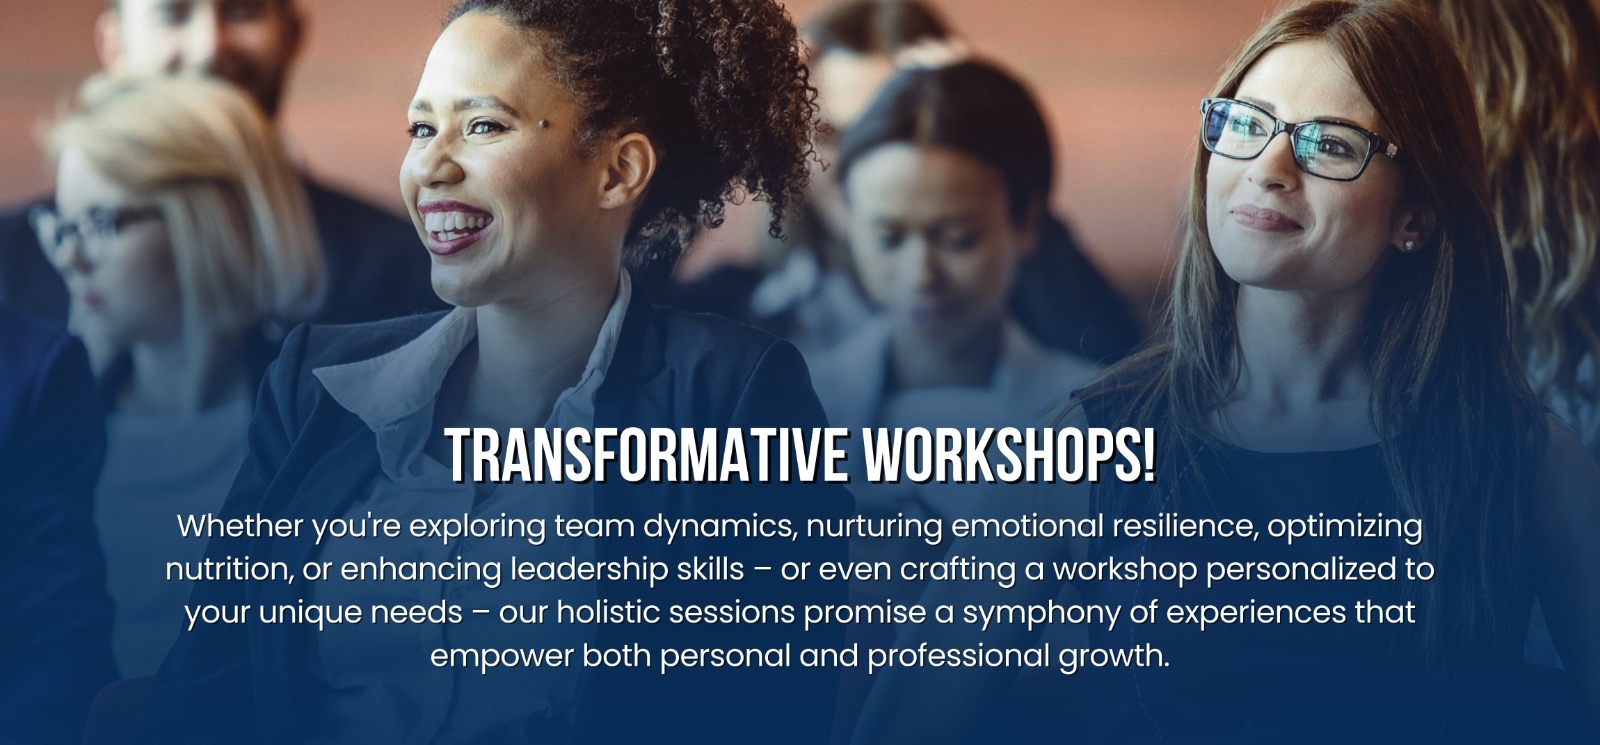 TRANSFORMATIVE WORKSHOPS!
Whether you're exploring team dynamics, nurturing emotional resilience, optimizing
nutrition, or enhancing leadership skills – or even crafting a workshop personalized to
your unique needs – our holistic sessions promise a symphony of experiences that
empower both personal and professional growth.